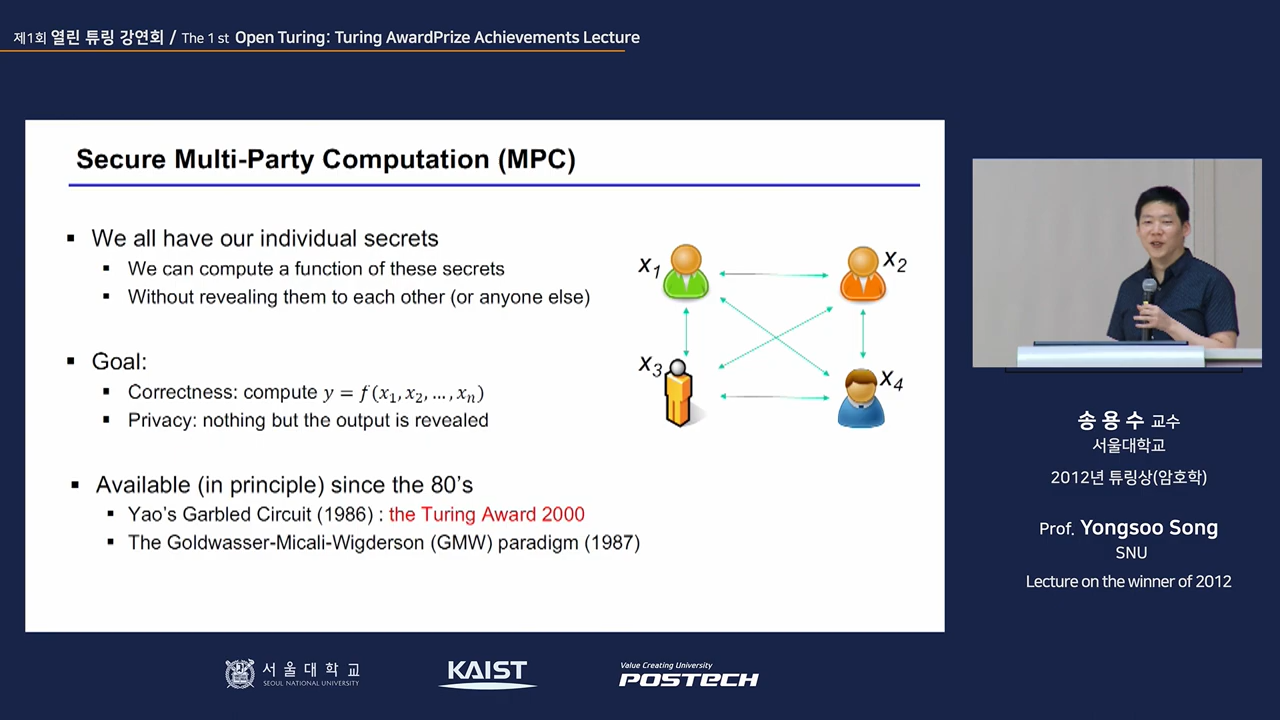 제1회 열린 튜링 강연회 / The 1 st Open Turing: Turing AwardPrize Achievements Lecture
Secure Multi-Party Computation (MPC)
▪ We all have our individual secrets
▪ We can compute a function of these secrets
▪ Without revealing them to each other (or anyone else)
▪ Goal:
▪ Correctness: compute y = f(x₁, x₂, ..., xₙ)
▪ Privacy: nothing but the output is revealed
▪ Available (in principle) since the 80's
▪ Yao's Garbled Circuit (1986) : the Turing Award 2000
▪ The Goldwasser-Micali-Wigderson (GMW) paradigm (1987)
x₁
x₂
x₃
x₄
송 용 수 교수
서울대학교
2012년 튜링상(암호학)
Prof. Yongsoo Song
SNU
Lecture on the winner of 2012
서울대학교
SEOUL NATIONAL UNIVERSITY
KAIST
Value Creating University
POSTECH